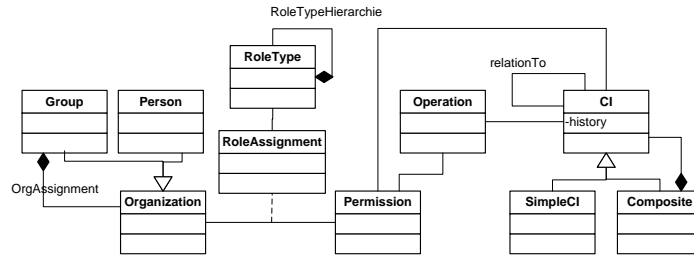 RoleTypeHierarchie
RoleType
relationTo
Group
Person
Operation
CI
-history
RoleAssignment
OrgAssignment
Organization
Permission
SimpleCI
Composite